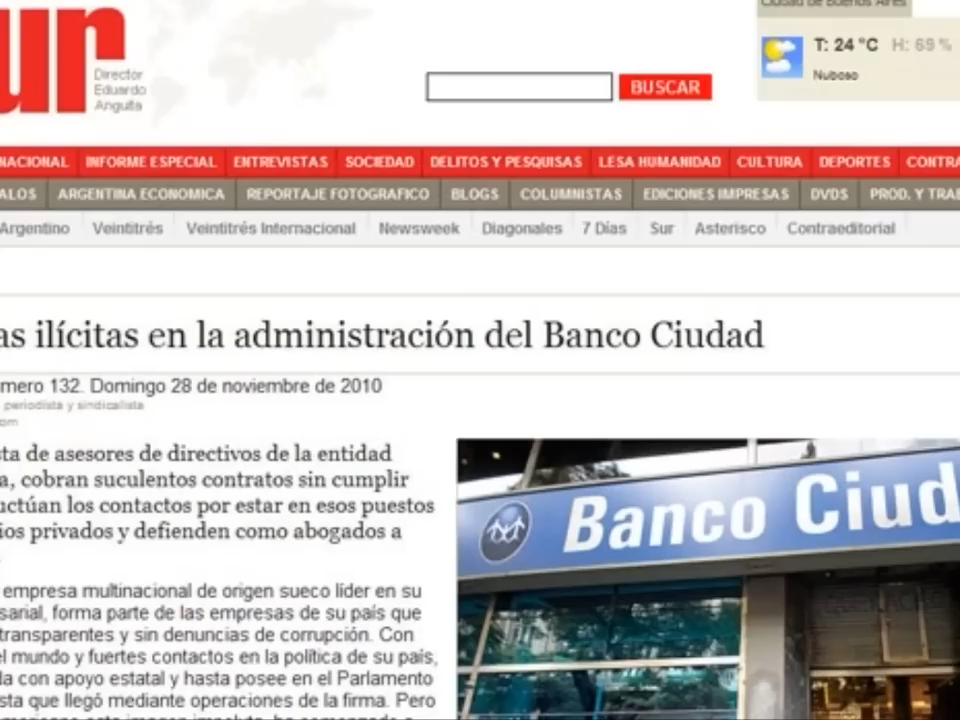 ur
Director
Eduardo
Anguita
Ciudad de Buenos Aires
T: 24 °C H: 69 %
Nuboso
BUSCAR
NACIONAL INFORME ESPECIAL ENTREVISTAS SOCIEDAD DELITOS Y PESQUISAS LESA HUMANIDAD CULTURA DEPORTES CONTRA
ALOS ARGENTINA ECONOMICA REPORTAJE FOTOGRAFICO BLOGS COLUMNISTAS EDICIONES IMPRESAS DVDS PROD. Y TRA
Argentino Veintitrés Veintitrés Internacional Newsweek Diagonales 7 Días Sur Asterisco Contraeditorial
as ilícitas en la administración del Banco Ciudad
mero 132. Domingo 28 de noviembre de 2010
periodista y sindicalista
om
sta de asesores de directivos de la entidad
a, cobran suculentos contratos sin cumplir
uctúan los contactos por estar en esos puestos
ios privados y defienden como abogados a
empresa multinacional de origen sueco líder en su
sarial, forma parte de las empresas de su país que
transparentes y sin denuncias de corrupción. Con
el mundo y fuertes contactos en la política de su país,
la con apoyo estatal y hasta posee en el Parlamento
sta que llegó mediante operaciones de la firma. Pero
Banco Ciud